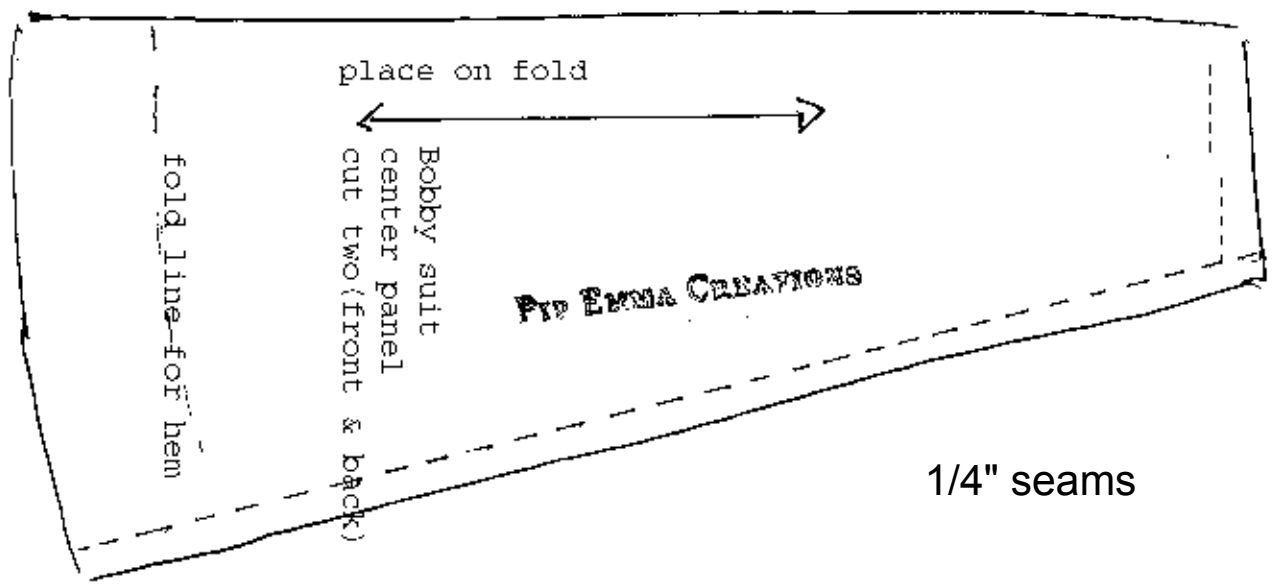 place on fold
Bobby suit
center panel
cut two(front & back)
fold line-for hem
Pip Emma Creations
1/4" seams